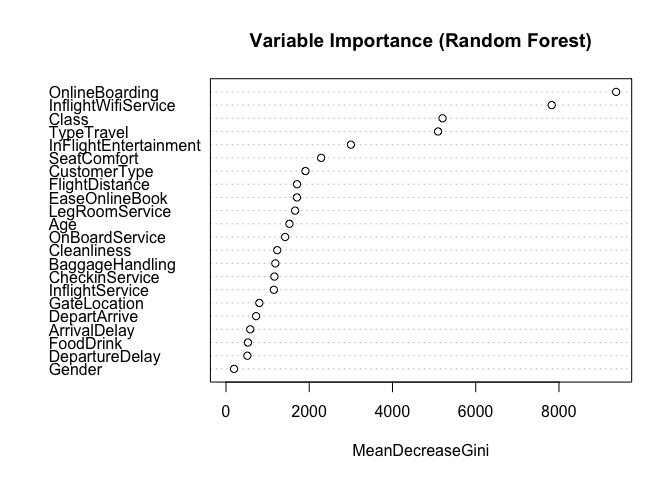 Variable Importance (Random Forest)
OnlineBoarding
InflightWifiService
Class
TypeTravel
InFlightEntertainment
SeatComfort
CustomerType
FlightDistance
EaseOnlineBook
LegRoomService
Age
OnBoardService
Cleanliness
BaggageHandling
CheckinService
InflightService
GateLocation
DepartArrive
ArrivalDelay
FoodDrink
DepartureDelay
Gender
0 2000 4000 6000 8000
MeanDecreaseGini